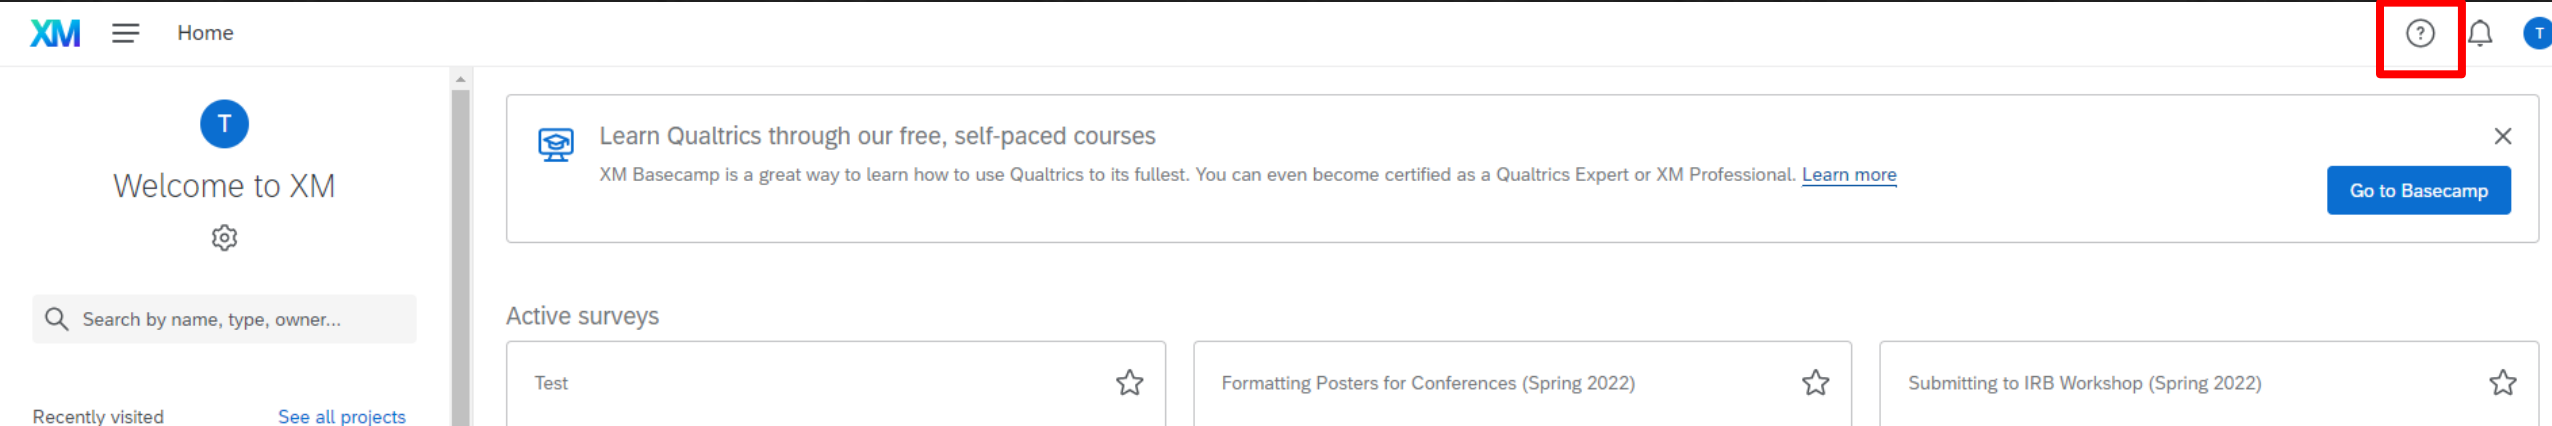 XM Home ? T
T
Welcome to XM
Search by name, type, owner...
Recently visited See all projects
Learn Qualtrics through our free, self-paced courses
XM Basecamp is a great way to learn how to use Qualtrics to its fullest. You can even become certified as a Qualtrics Expert or XM Professional. Learn more
Go to Basecamp
Active surveys
Test
Formatting Posters for Conferences (Spring 2022)
Submitting to IRB Workshop (Spring 2022)